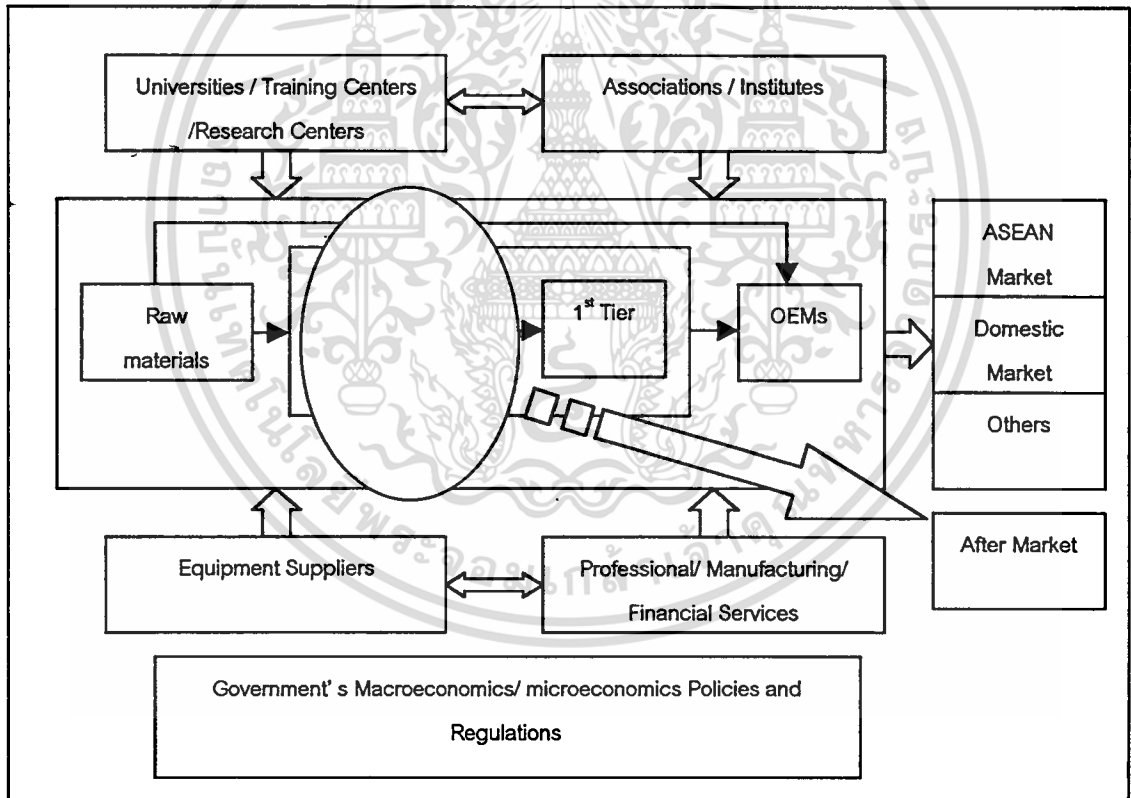 Universities / Training Centers
/Research Centers
Associations / Institutes
Raw
materials
1st Tier
OEMs
ASEAN
Market
Domestic
Market
Others
After Market
Equipment Suppliers
Professional/ Manufacturing/
Financial Services
Government' s Macroeconomics/ microeconomics Policies and
Regulations